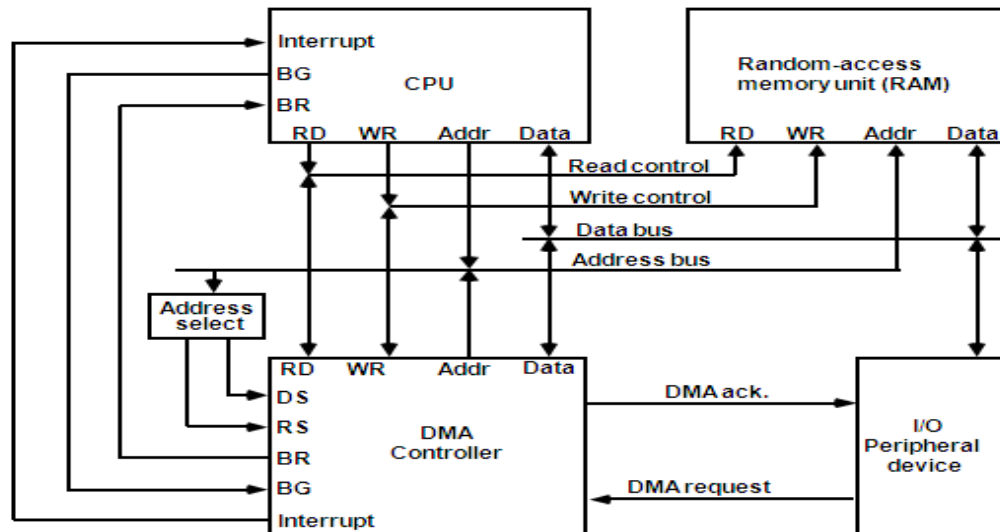 Interrupt
BG
BR
CPU
RD WR Addr Data
Random-access
memory unit (RAM)
RD WR Addr Data
Read control
Write control
Data bus
Address bus
Address
select
RD WR Addr Data
DS
RS
BR
BG
Interrupt
DMA
Controller
DMA ack.
DMA request
I/O
Peripheral
device